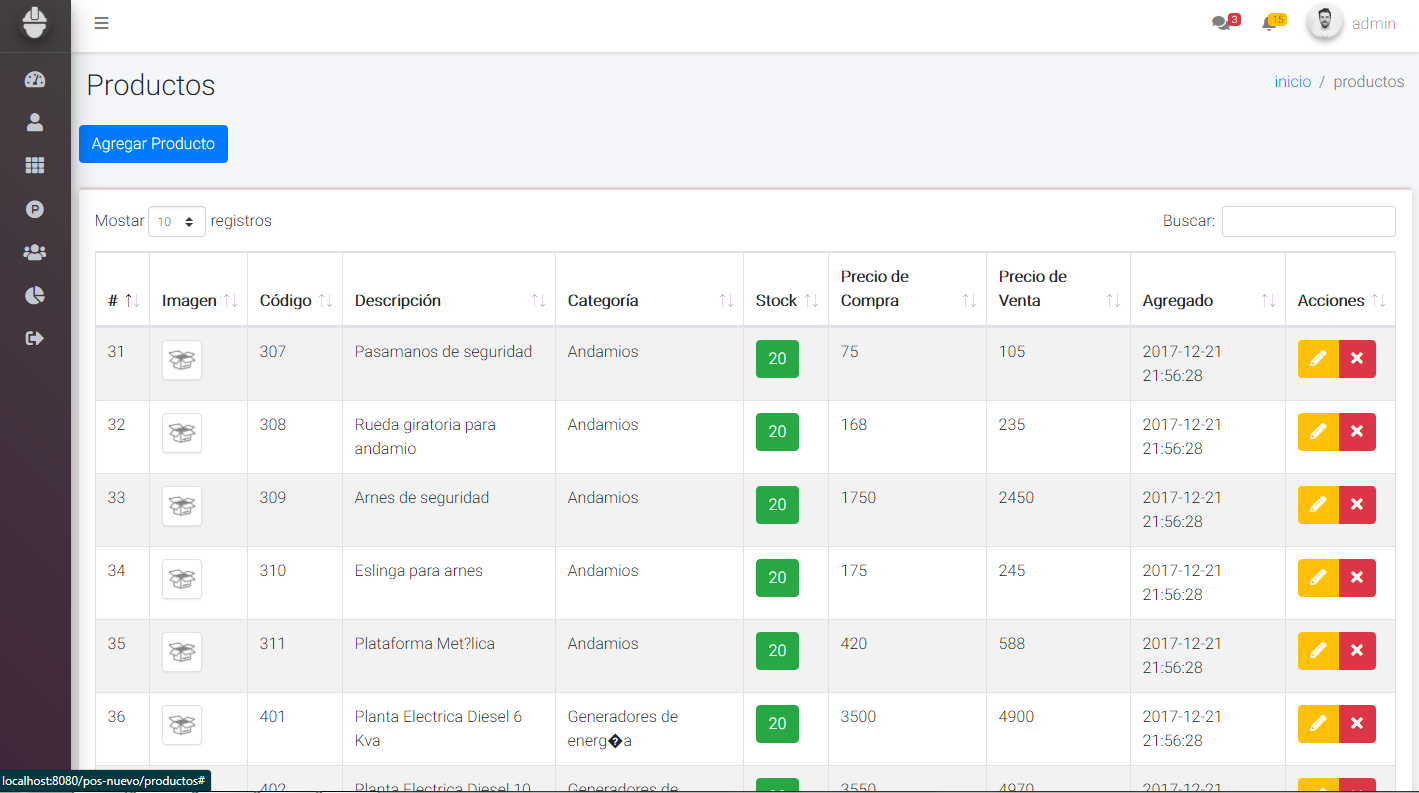 3
15
admin
Productos
inicio / productos
Agregar Producto
Mostar 10 registros
Buscar:
# Imagen Código Descripción Categoría Stock Precio de Compra Precio de Venta Agregado Acciones
31 307 Pasamanos de seguridad Andamios 20 75 105 2017-12-21 21:56:28
32 308 Rueda giratoria para andamio Andamios 20 168 235 2017-12-21 21:56:28
33 309 Arnes de seguridad Andamios 20 1750 2450 2017-12-21 21:56:28
34 310 Eslinga para arnes Andamios 20 175 245 2017-12-21 21:56:28
35 311 Plataforma Met?lica Andamios 20 420 588 2017-12-21 21:56:28
36 401 Planta Electrica Diesel 6 Kva Generadores de energ�a 20 3500 4900 2017-12-21 21:56:28
402 Planta Electrica Diesel 10 Generadores de 3550 4970 2017-12-21
localhost:8080/pos-nuevo/productos#